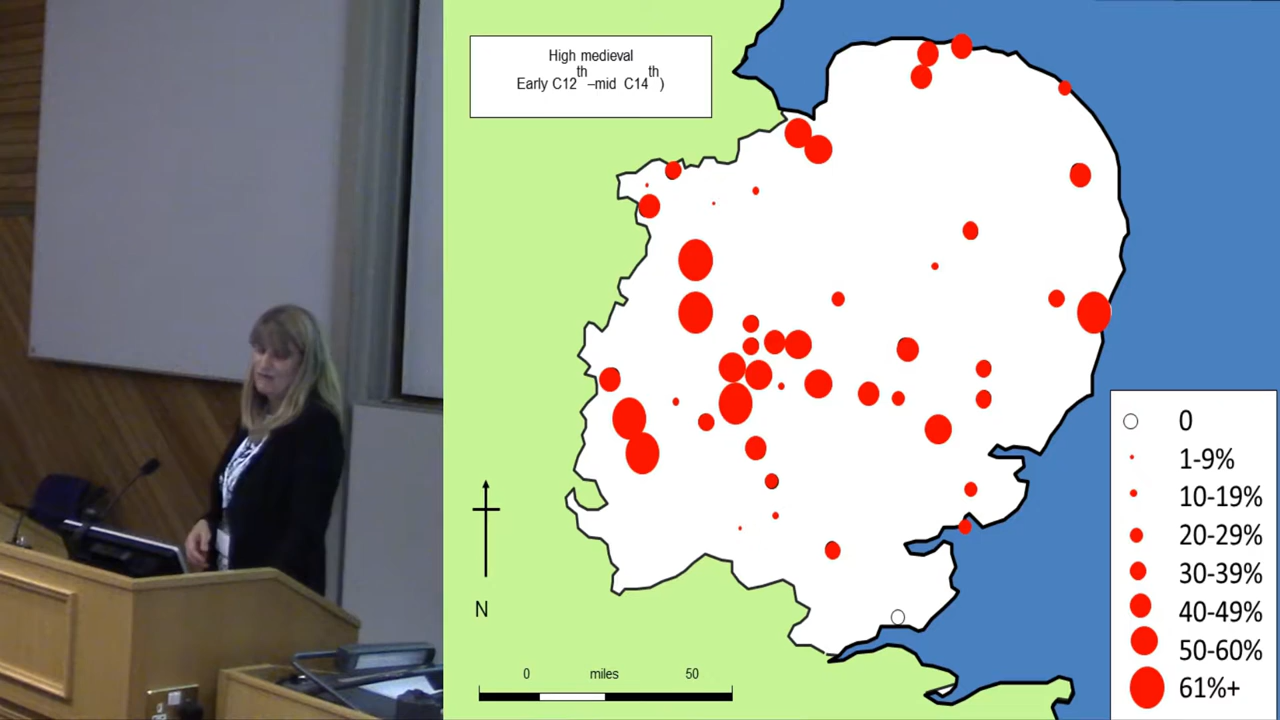 High medieval
Early C12th–mid C14th)
0
1-9%
10-19%
20-29%
30-39%
40-49%
50-60%
61%+
N
0 miles 50